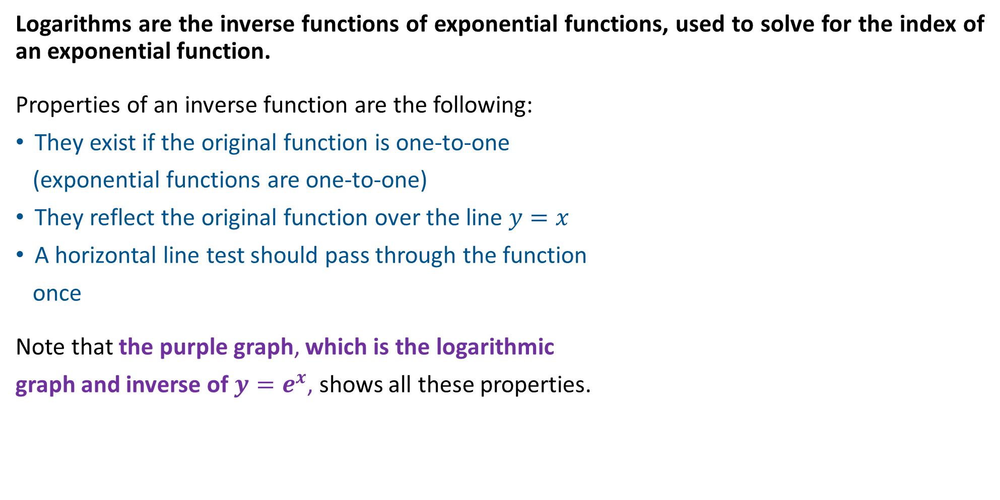 Logarithms are the inverse functions of exponential functions, used to solve for the index of
an exponential function.
Properties of an inverse function are the following:
• They exist if the original function is one-to-one
(exponential functions are one-to-one)
• They reflect the original function over the line y = x
• A horizontal line test should pass through the function
once
Note that the purple graph, which is the logarithmic
graph and inverse of y = eˣ, shows all these properties.